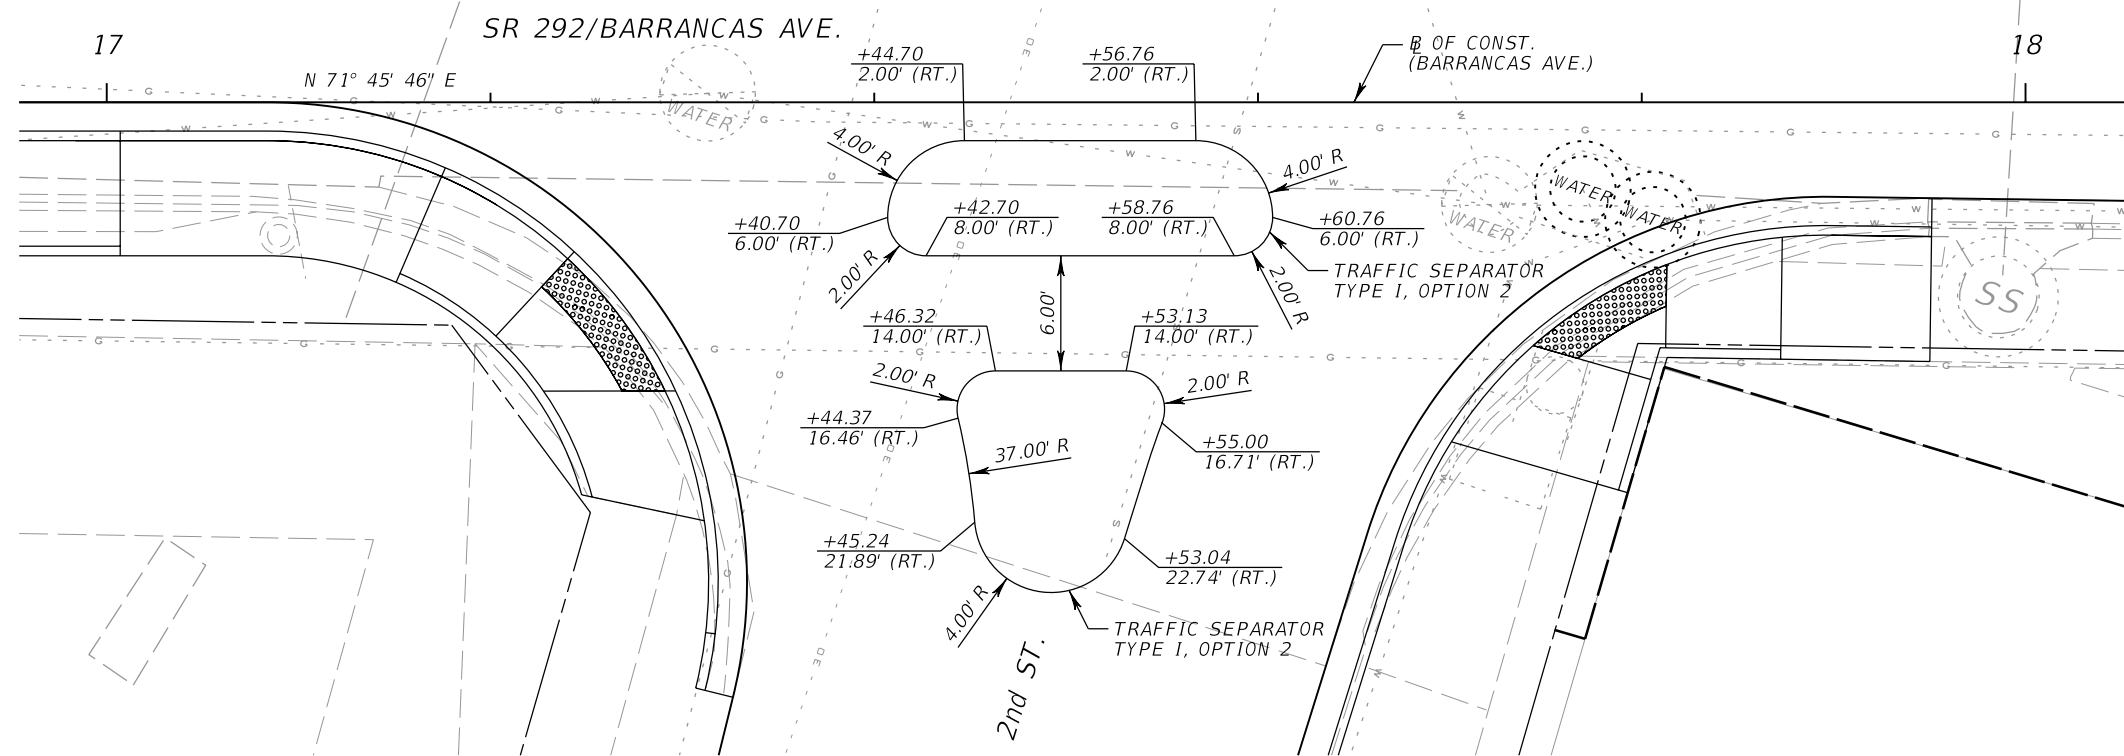 SR 292/BARRANCAS AVE.
17
18
N 71° 45' 46" E
+44.70
2.00' (RT.)
+56.76
2.00' (RT.)
B OF CONST.
(BARRANCAS AVE.)
WATER
4.00' R
4.00' R
WATER
WATER
WATER
+40.70
6.00' (RT.)
+42.70
8.00' (RT.)
+58.76
8.00' (RT.)
+60.76
6.00' (RT.)
2.00' R
2.00' R
TRAFFIC SEPARATOR
TYPE I, OPTION 2
SS
6.00'
+46.32
14.00' (RT.)
+53.13
14.00' (RT.)
2.00' R
2.00' R
+44.37
16.46' (RT.)
37.00' R
+55.00
16.71' (RT.)
+45.24
21.89' (RT.)
+53.04
22.74' (RT.)
4.00' R
TRAFFIC SEPARATOR
TYPE I, OPTION 2
2nd ST.